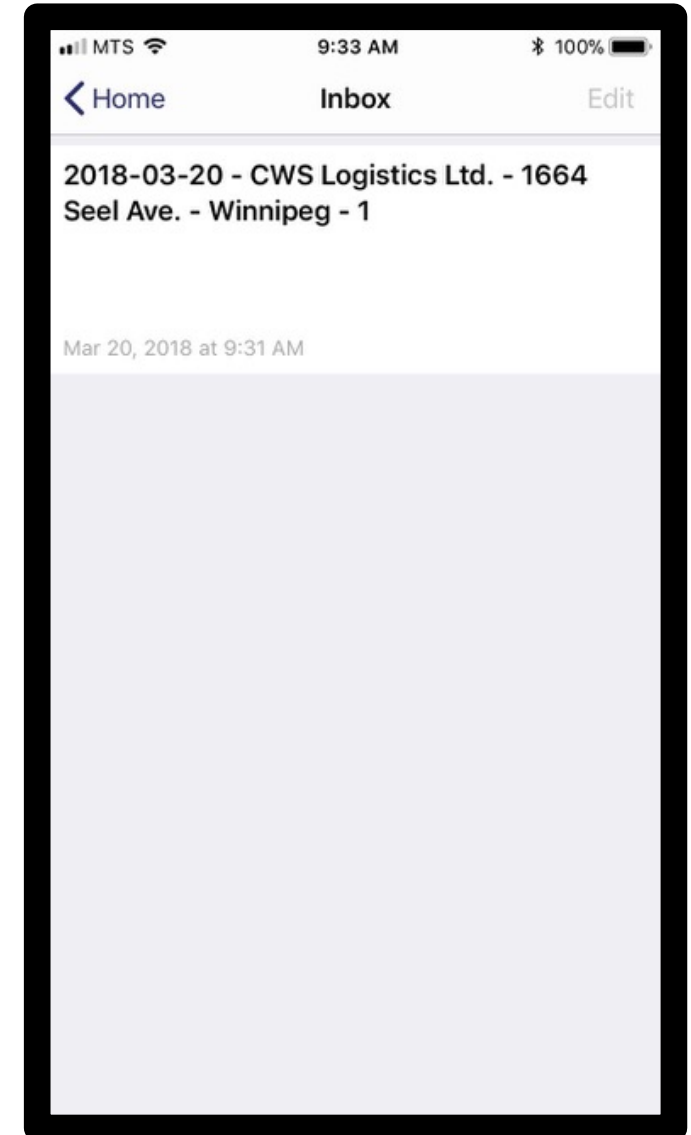 MTS 9:33 AM 100%
Home Inbox Edit
2018-03-20 - CWS Logistics Ltd. - 1664
Seel Ave. - Winnipeg - 1
Mar 20, 2018 at 9:31 AM